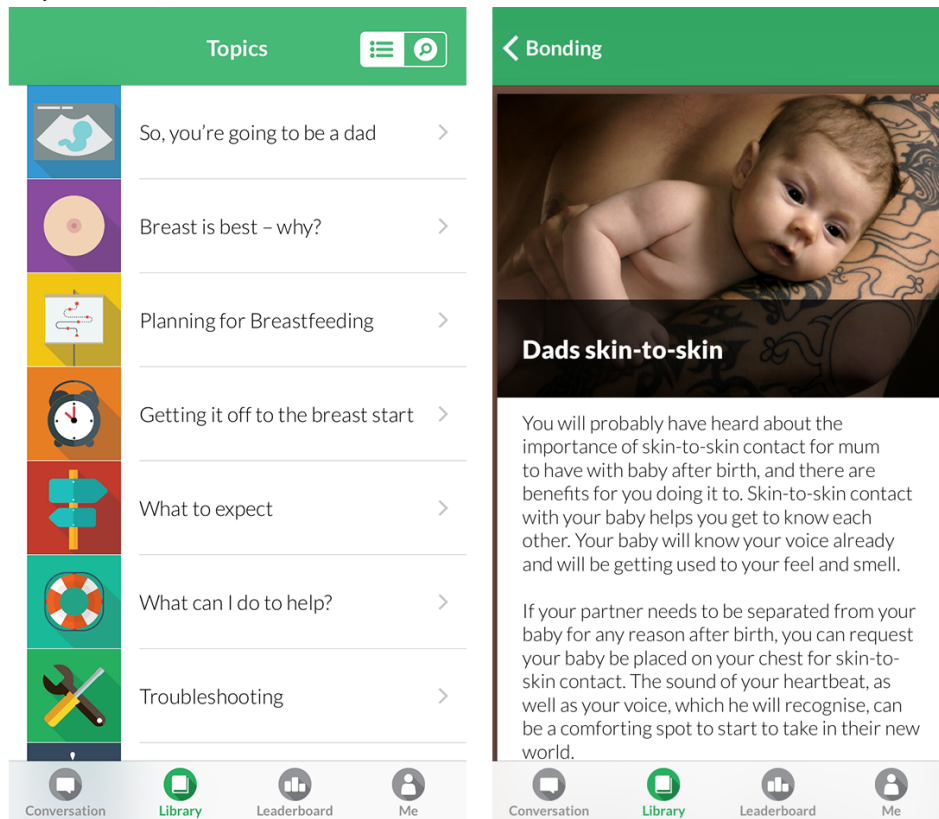 Topics
So, you're going to be a dad
Breast is best – why?
Planning for Breastfeeding
Getting it off to the breast start
What to expect
What can I do to help?
Troubleshooting
Conversation
Library
Leaderboard
Me
Bonding
Dads skin-to-skin
You will probably have heard about the
importance of skin-to-skin contact for mum
to have with baby after birth, and there are
benefits for you doing it to. Skin-to-skin contact
with your baby helps you get to know each
other. Your baby will know your voice already
and will be getting used to your feel and smell.
If your partner needs to be separated from your
baby for any reason after birth, you can request
your baby be placed on your chest for skin-to-
skin contact. The sound of your heartbeat, as
well as your voice, which he will recognise, can
be a comforting spot to start to take in their new
world.
Conversation
Library
Leaderboard
Me